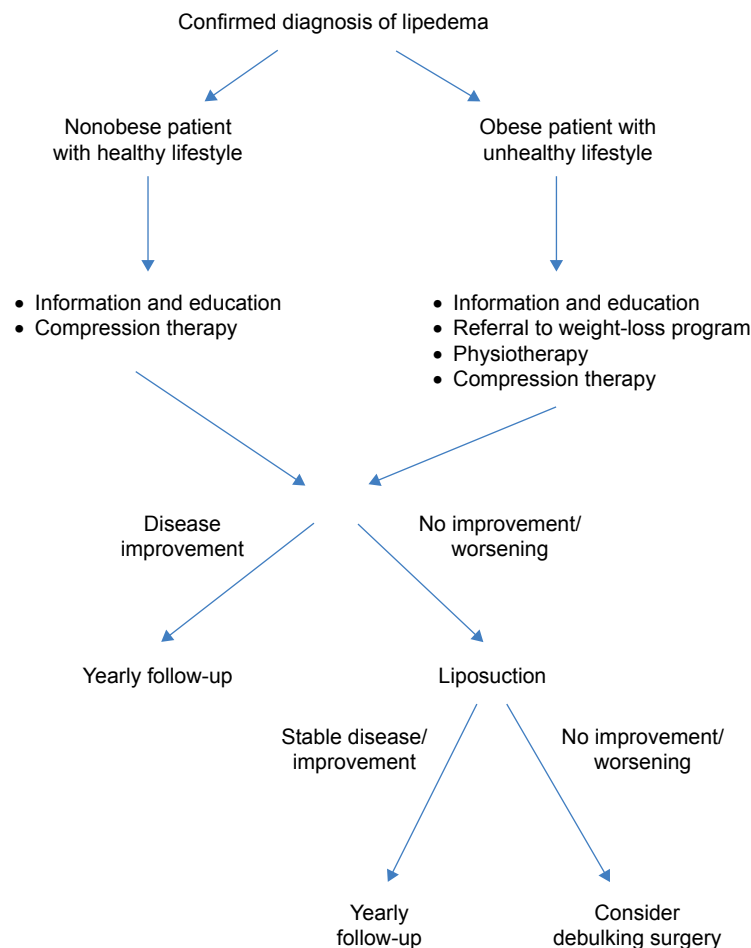 Confirmed diagnosis of lipedema
Nonobese patient
with healthy lifestyle
Obese patient with
unhealthy lifestyle
• Information and education
• Compression therapy
• Information and education
• Referral to weight-loss program
• Physiotherapy
• Compression therapy
Disease
improvement
No improvement/
worsening
Yearly follow-up
Liposuction
Stable disease/
improvement
No improvement/
worsening
Yearly
follow-up
Consider
debulking surgery